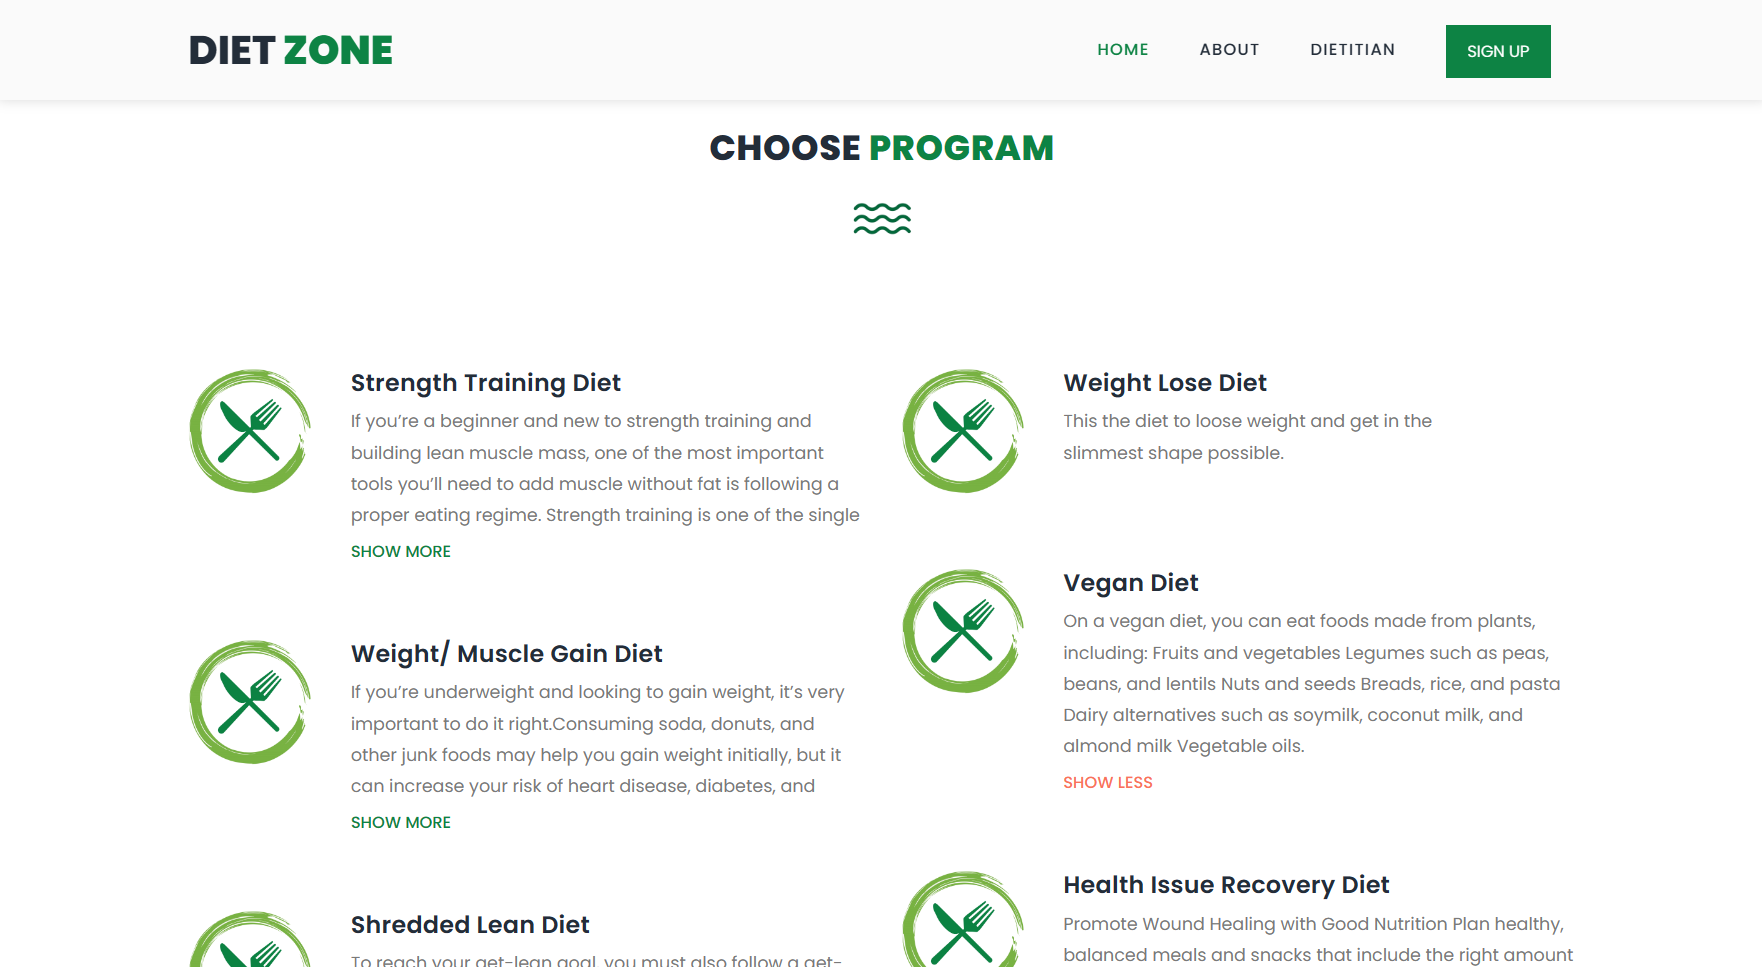 DIET ZONE
HOME
ABOUT
DIETITIAN
SIGN UP
CHOOSE PROGRAM
Strength Training Diet
If you’re a beginner and new to strength training and
building lean muscle mass, one of the most important
tools you’ll need to add muscle without fat is following a
proper eating regime. Strength training is one of the single
SHOW MORE
Weight/ Muscle Gain Diet
If you’re underweight and looking to gain weight, it’s very
important to do it right.Consuming soda, donuts, and
other junk foods may help you gain weight initially, but it
can increase your risk of heart disease, diabetes, and
SHOW MORE
Shredded Lean Diet
To reach your get-lean goal, you must also follow a get-
Weight Lose Diet
This the diet to loose weight and get in the
slimmest shape possible.
Vegan Diet
On a vegan diet, you can eat foods made from plants,
including: Fruits and vegetables Legumes such as peas,
beans, and lentils Nuts and seeds Breads, rice, and pasta
Dairy alternatives such as soymilk, coconut milk, and
almond milk Vegetable oils.
SHOW LESS
Health Issue Recovery Diet
Promote Wound Healing with Good Nutrition Plan healthy,
balanced meals and snacks that include the right amount